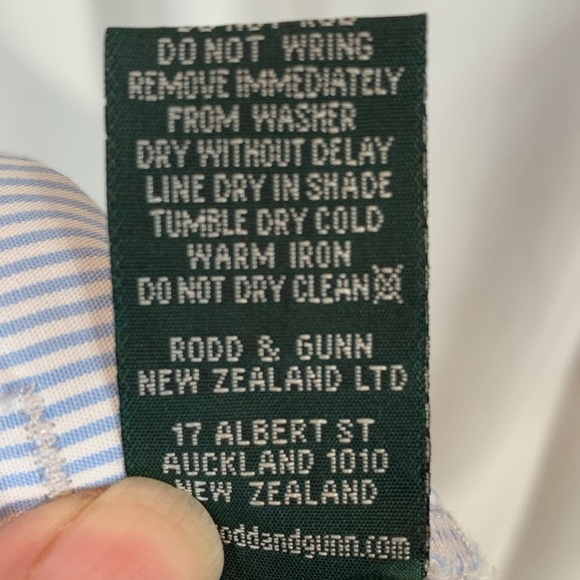 DO NOT WRING
REMOVE IMMEDIATELY
FROM WASHER
DRY WITHOUT DELAY
LINE DRY IN SHADE
TUMBLE DRY COLD
WARM IRON
DO NOT DRY CLEAN
RODD & GUNN
NEW ZEALAND LTD
17 ALBERT ST
AUCKLAND 1010
NEW ZEALAND
oddandgunn.com